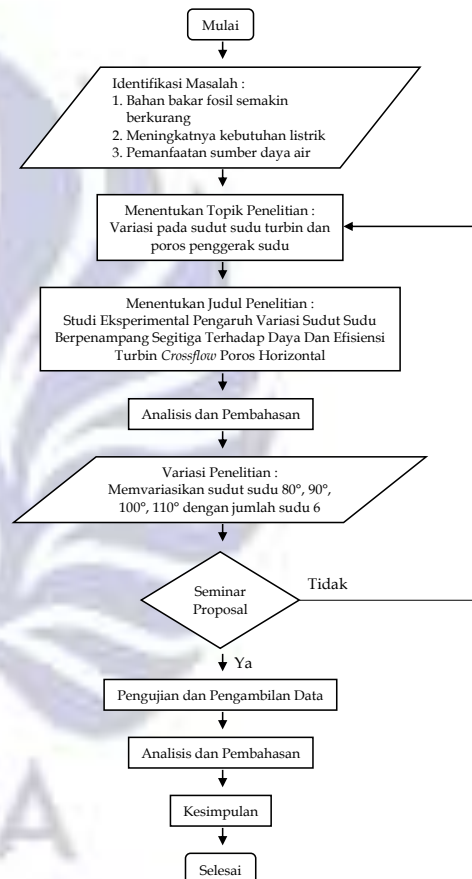 Mulai
Identifikasi Masalah :
1. Bahan bakar fosil semakin
berkurang
2. Meningkatnya kebutuhan listrik
3. Pemanfaatan sumber daya air
Menentukan Topik Penelitian :
Variasi pada sudut sudu turbin dan
poros penggerak sudu
Menentukan Judul Penelitian :
Studi Eksperimental Pengaruh Variasi Sudut Sudu
Berpenampang Segitiga Terhadap Daya Dan Efisiensi
Turbin Crossflow Poros Horizontal
Analisis dan Pembahasan
Variasi Penelitian :
Memvariasikan sudut sudu 80°, 90°,
100°, 110° dengan jumlah sudu 6
Seminar
Proposal
Tidak
Ya
Pengujian dan Pengambilan Data
Analisis dan Pembahasan
Kesimpulan
Selesai
A